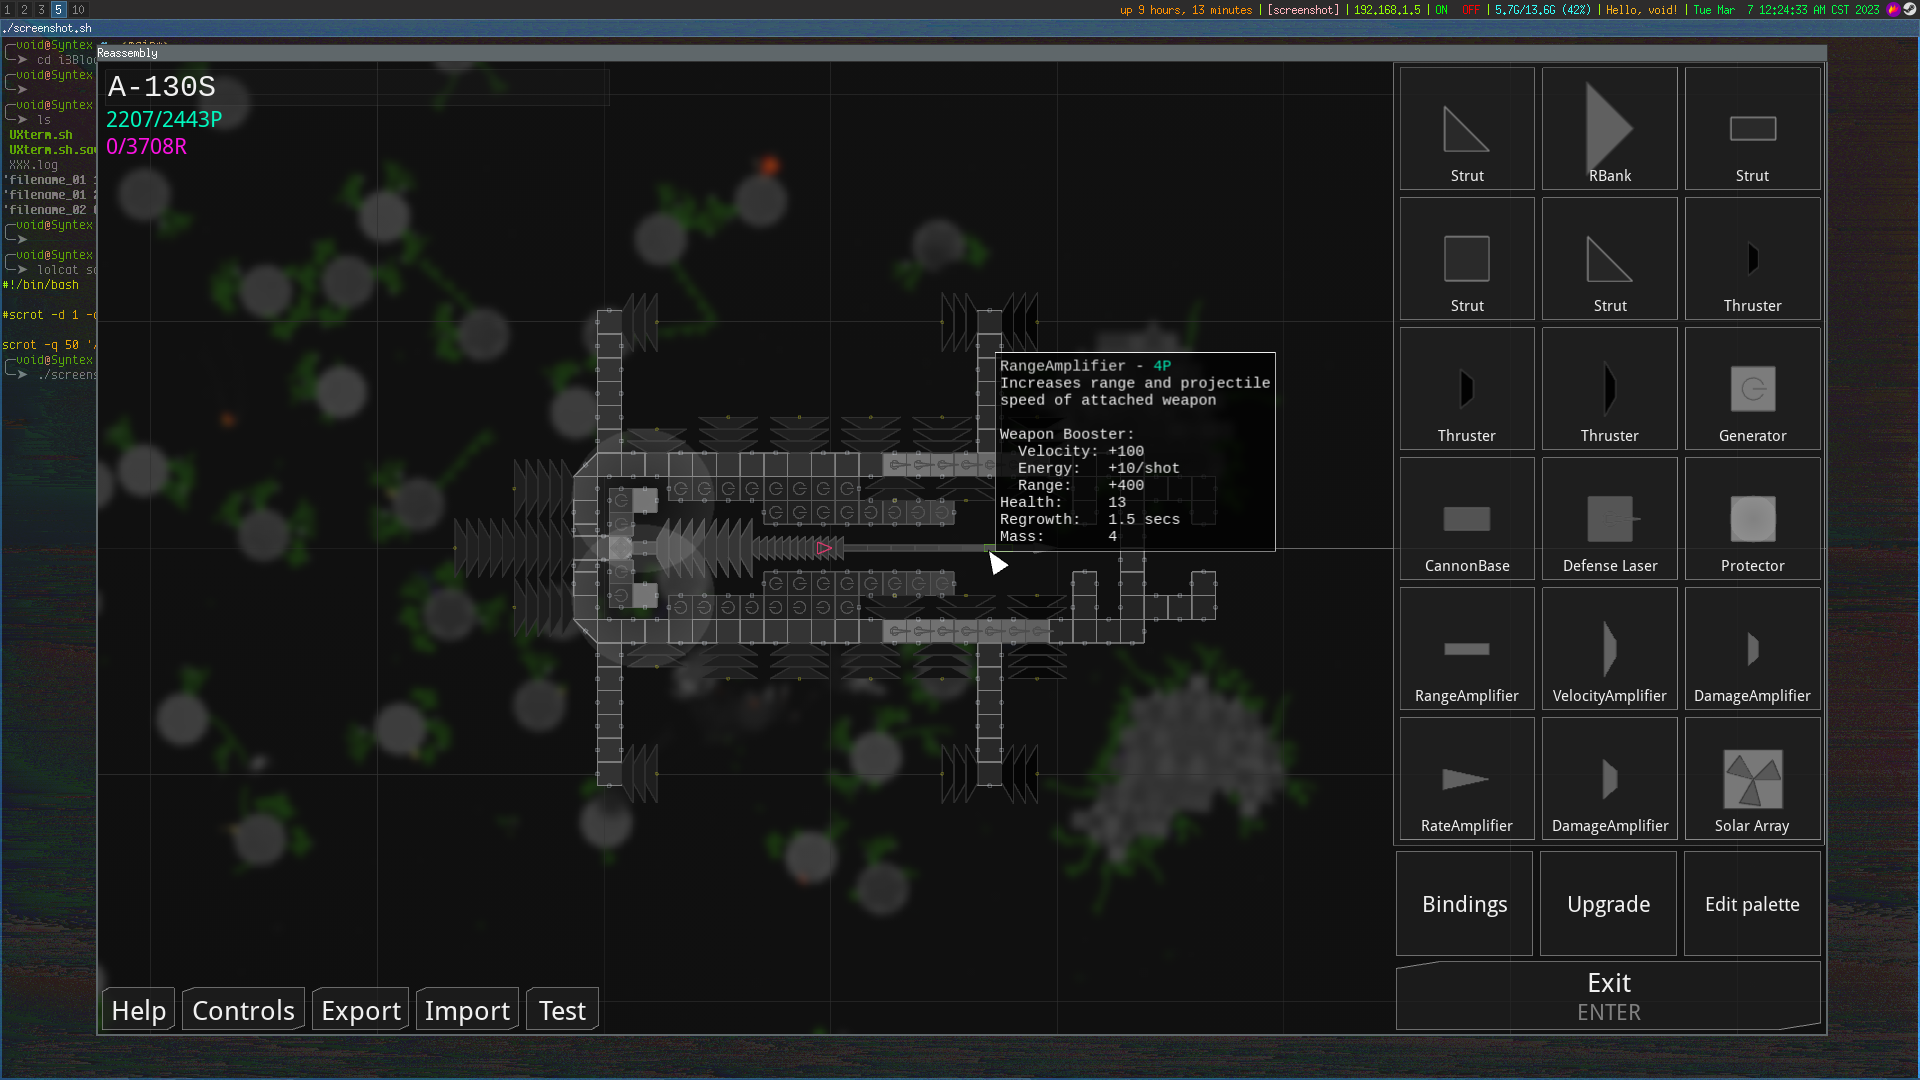 1 2 3 5 10
up 9 hours, 13 minutes | [screenshot] | 192.168.1.5 | ON OFF | 5.7G/13.6G (42%) | Hello, void! | Tue Mar 7 12:24:33 AM CST 2023
./screenshot.sh
void@Syntex
cd i3Blo
void@Syntex
void@Syntex
ls
UXterm.sh
UXterm.sh.sav
XXX.log
'filename_01
'filename_01
'filename_02
void@Syntex
void@Syntex
lolcat sc
#!/bin/bash
#scrot -d 1
scrot -q 50 '
void@Syntex
./screens
Reassembly
A-130S
2207/2443P
0/3708R
RangeAmplifier - 4P
Increases range and projectile
speed of attached weapon
Weapon Booster:
Velocity: +100
Energy: +10/shot
Range: +400
Health: 13
Regrowth: 1.5 secs
Mass: 4
Strut
RBank
Strut
Strut
Strut
Thruster
Thruster
Thruster
Generator
CannonBase
Defense Laser
Protector
RangeAmplifier
VelocityAmplifier
DamageAmplifier
RateAmplifier
DamageAmplifier
Solar Array
Bindings
Upgrade
Edit palette
Exit
ENTER
Help
Controls
Export
Import
Test